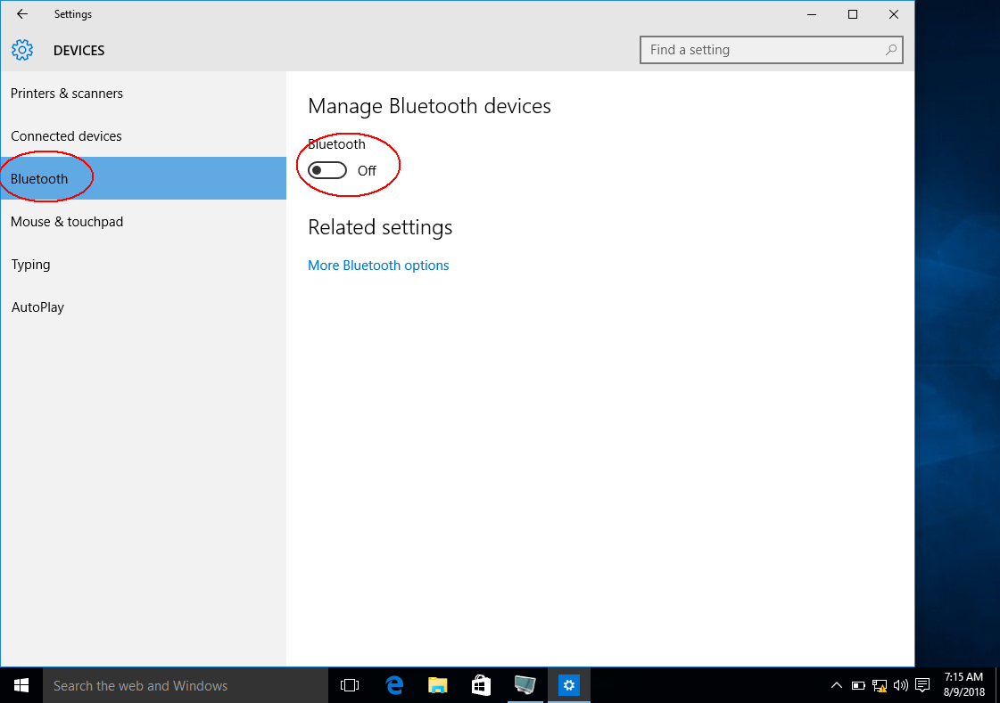 Settings
DEVICES
Find a setting
Printers & scanners
Connected devices
Bluetooth
Mouse & touchpad
Typing
AutoPlay
Manage Bluetooth devices
Bluetooth
Off
Related settings
More Bluetooth options
Search the web and Windows
7:15 AM
8/9/2018